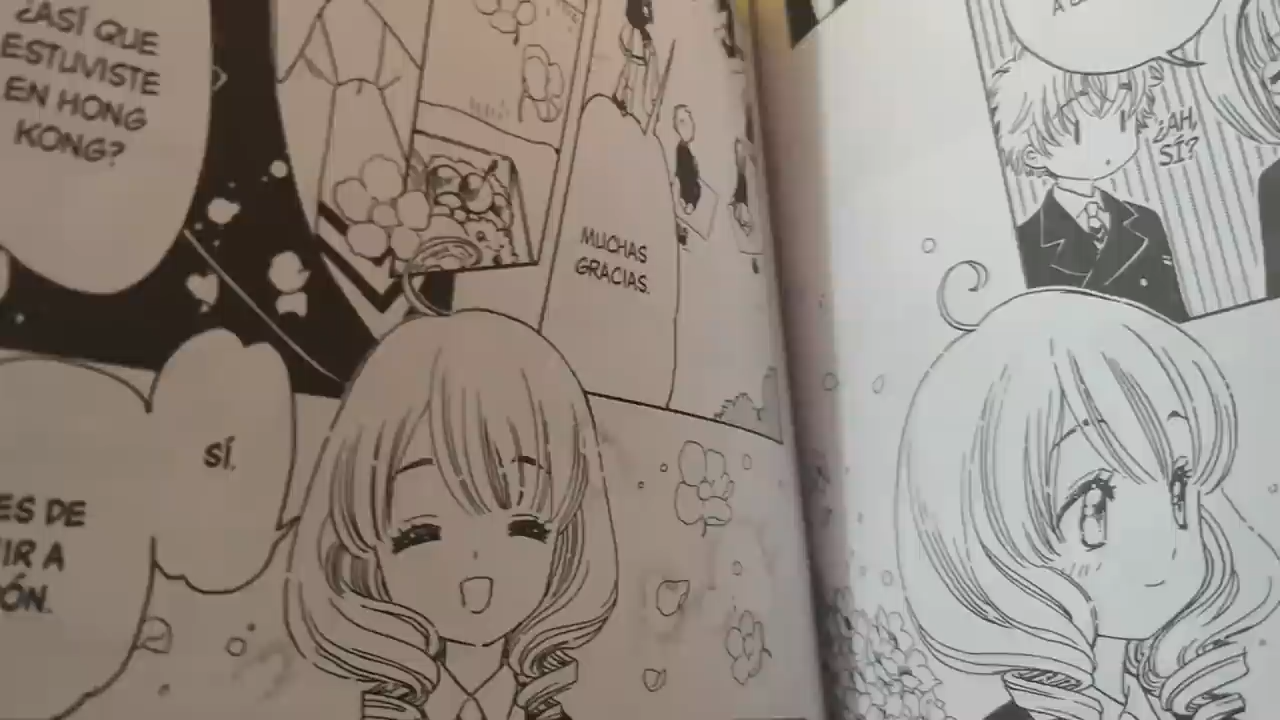 ¿ASÍ QUE
ESTUVISTE
EN HONG
KONG?
MUCHAS
GRACIAS.
SÍ.
ES DE
IR A
ÓN.
¿AH,
SÍ?